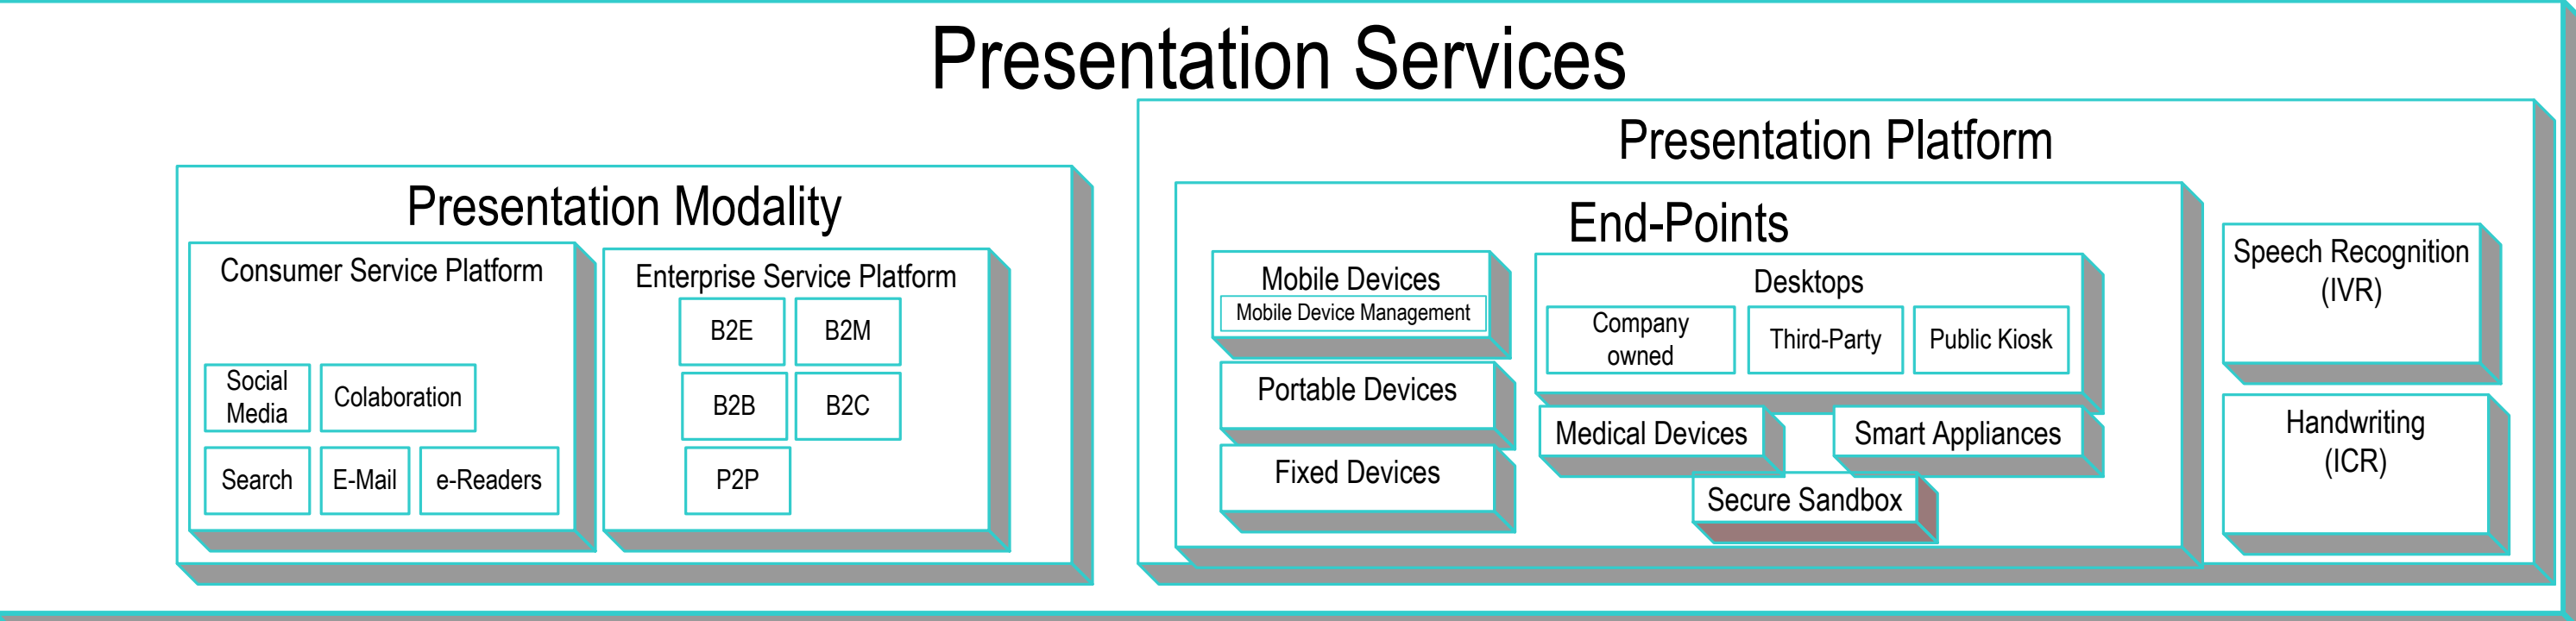 Presentation Services
Presentation Modality
Consumer Service Platform
Social
Media
Colaboration
Search
E-Mail
e-Readers
Enterprise Service Platform
B2E
B2M
B2B
B2C
P2P
Presentation Platform
End-Points
Mobile Devices
Mobile Device Management
Portable Devices
Fixed Devices
Desktops
Company
owned
Third-Party
Public Kiosk
Medical Devices
Smart Appliances
Secure Sandbox
Speech Recognition
(IVR)
Handwriting
(ICR)